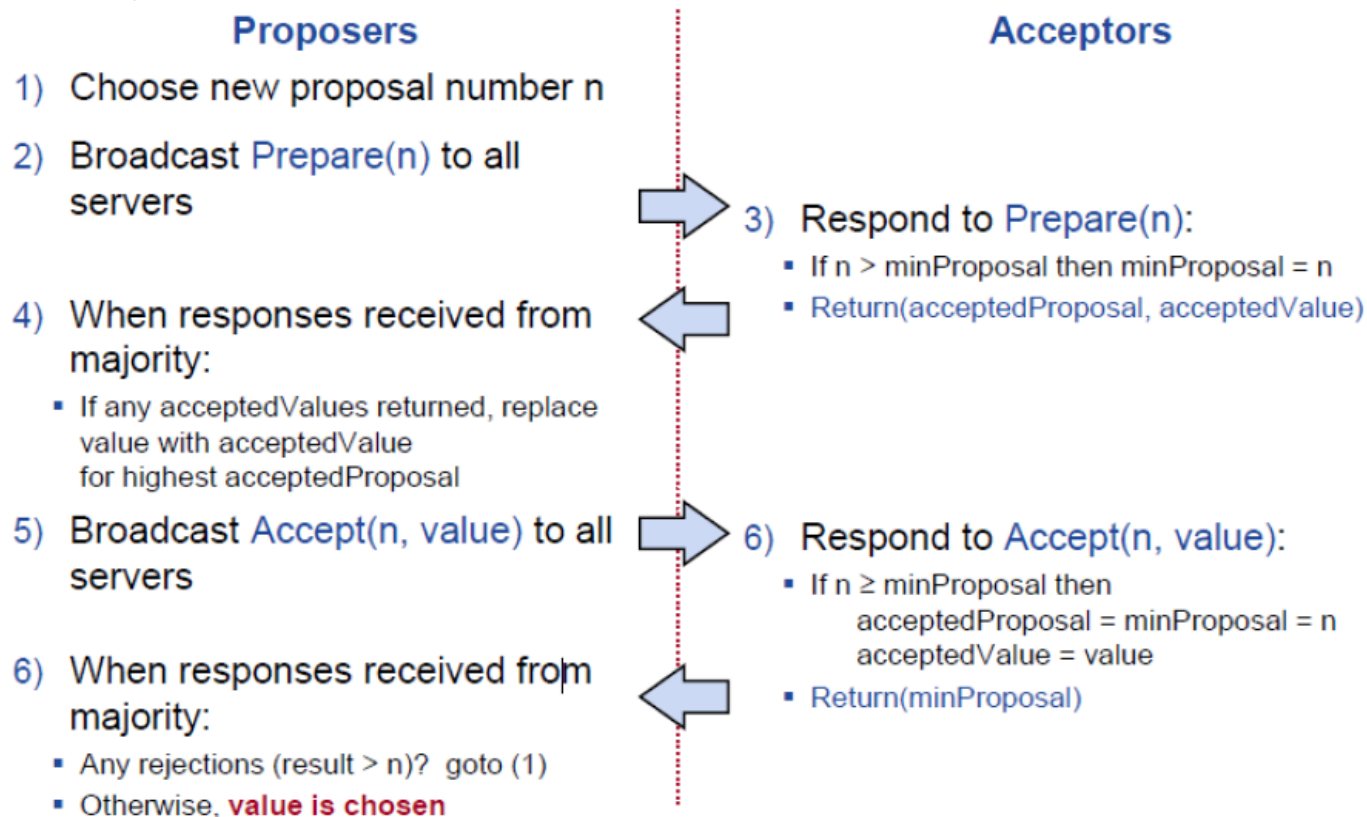 Proposers
Acceptors
1) Choose new proposal number n
2) Broadcast Prepare(n) to all
servers
3) Respond to Prepare(n):
▪ If n > minProposal then minProposal = n
▪ Return(acceptedProposal, acceptedValue)
4) When responses received from
majority:
▪ If any acceptedValues returned, replace
value with acceptedValue
for highest acceptedProposal
5) Broadcast Accept(n, value) to all
servers
6) Respond to Accept(n, value):
▪ If n ≥ minProposal then
acceptedProposal = minProposal = n
acceptedValue = value
▪ Return(minProposal)
6) When responses received from
majority:
▪ Any rejections (result > n)? goto (1)
▪ Otherwise, value is chosen